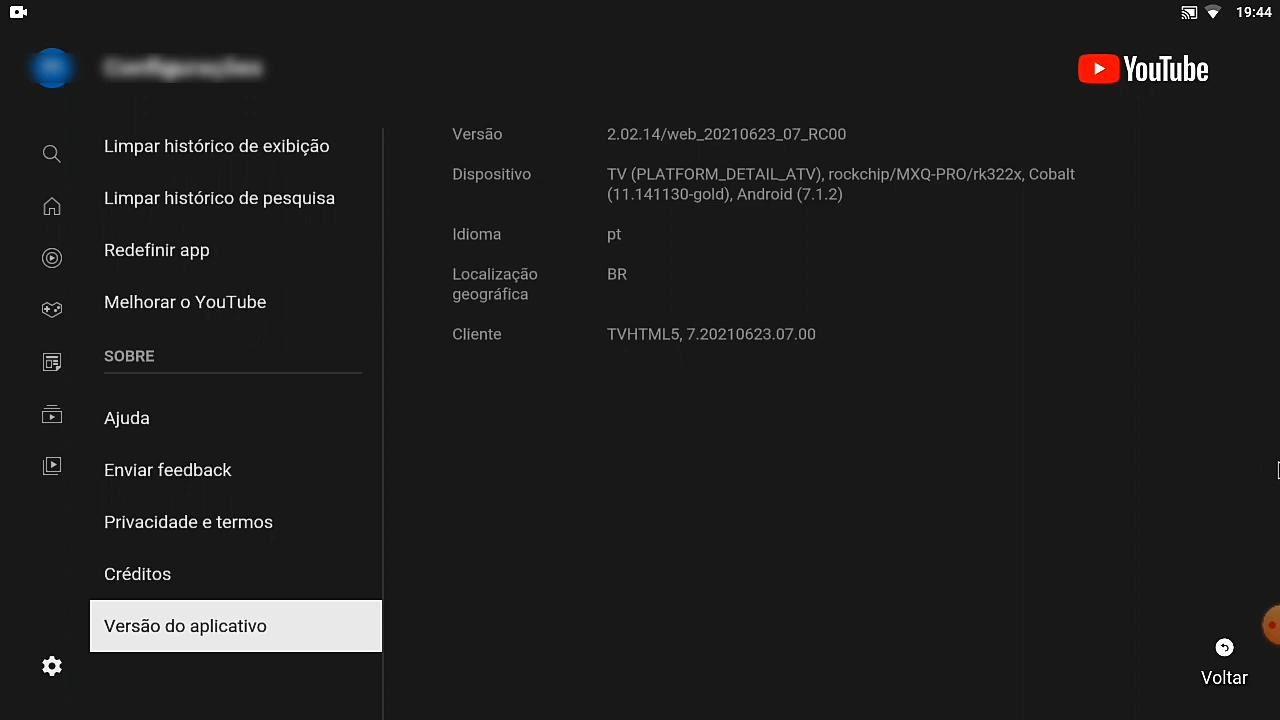 19:44
Configurações
YouTube
Limpar histórico de exibição
Limpar histórico de pesquisa
Redefinir app
Melhorar o YouTube
SOBRE
Ajuda
Enviar feedback
Privacidade e termos
Créditos
Versão do aplicativo
Versão 2.02.14/web_20210623_07_RC00
Dispositivo TV (PLATFORM_DETAIL_ATV), rockchip/MXQ-PRO/rk322x, Cobalt
(11.141130-gold), Android (7.1.2)
Idioma pt
Localização BR
geográfica
Cliente TVHTML5, 7.20210623.07.00
Voltar